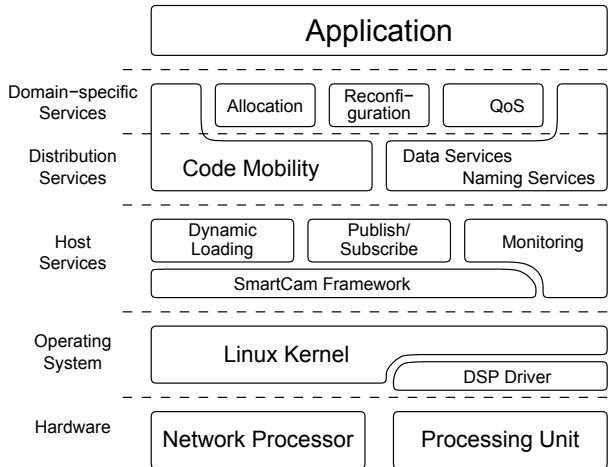 Application
Domain−specific
Services
Allocation
Reconfi−
guration
QoS
Distribution
Services
Code Mobility
Data Services
Naming Services
Host
Services
Dynamic
Loading
Publish/
Subscribe
Monitoring
SmartCam Framework
Operating
System
Linux Kernel
DSP Driver
Hardware
Network Processor
Processing Unit